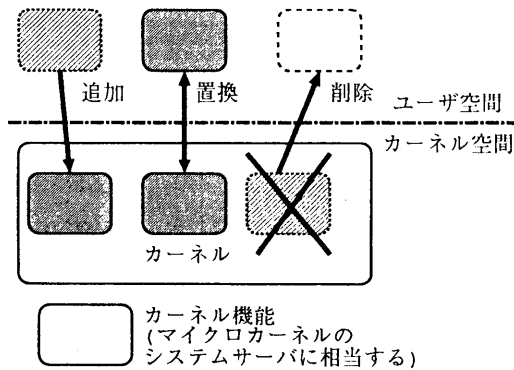 追加
置換
削除
ユーザ空間
カーネル空間
カーネル
カーネル機能
(マイクロカーネルの
システムサーバに相当する)